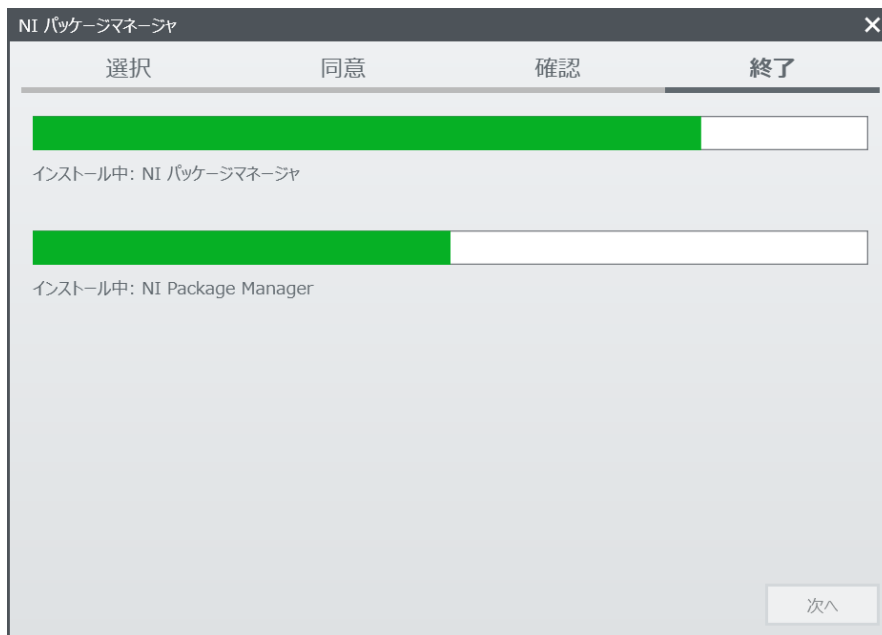 NI パッケージマネージャ
選択 同意 確認 終了
インストール中: NI パッケージマネージャ
インストール中: NI Package Manager
次へ